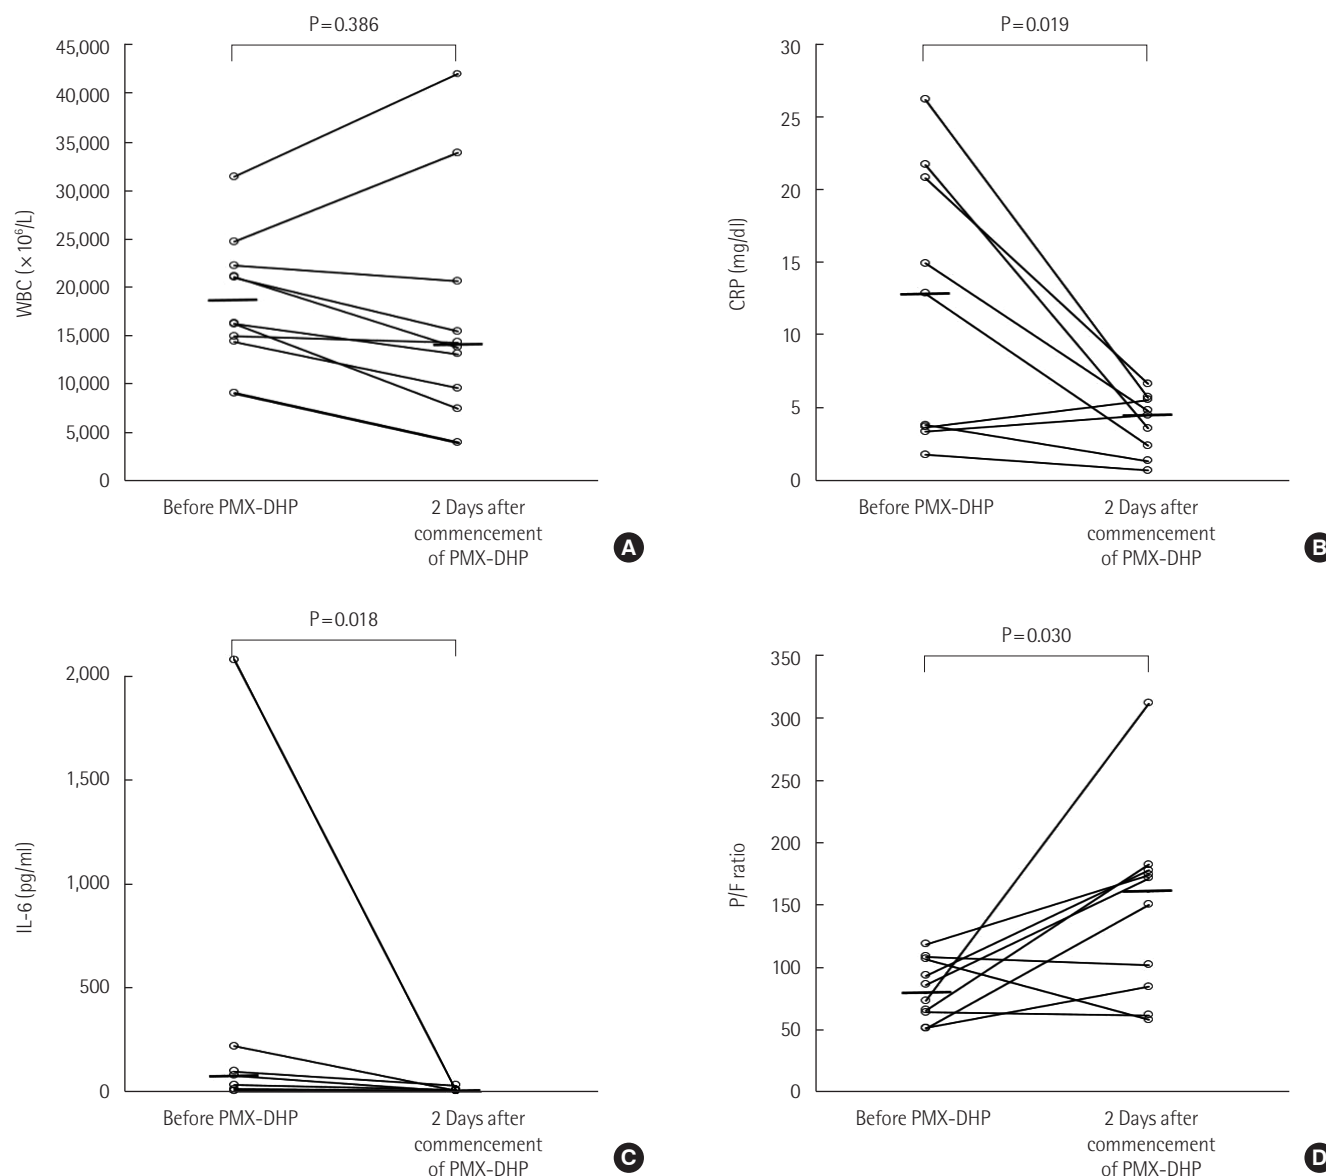 P=0.386
45,000
40,000
35,000
30,000
25,000
20,000
15,000
10,000
5,000
0
WBC (× 10⁶/L)
Before PMX-DHP
2 Days after
commencement
of PMX-DHP
A
P=0.019
30
25
20
15
10
5
0
CRP (mg/dl)
Before PMX-DHP
2 Days after
commencement
of PMX-DHP
B
P=0.018
2,000
1,500
1,000
500
0
IL-6 (pg/ml)
Before PMX-DHP
2 Days after
commencement
of PMX-DHP
C
P=0.030
350
300
250
200
150
100
50
0
P/F ratio
Before PMX-DHP
2 Days after
commencement
of PMX-DHP
D